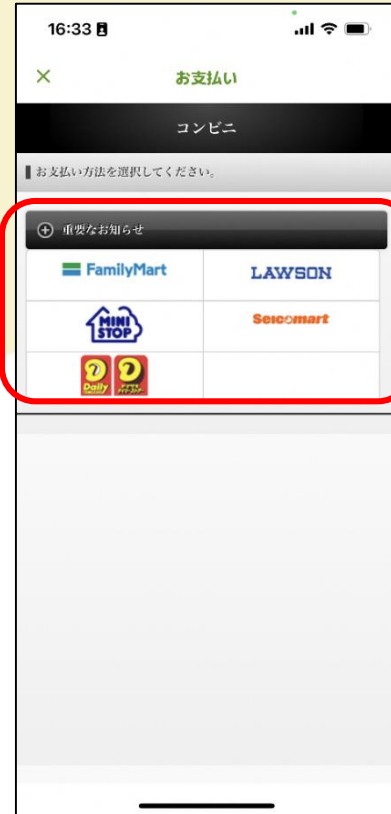 16:33
お支払い
コンビニ
お支払い方法を選択してください。
重要なお知らせ
FamilyMart
LAWSON
MINI STOP
Seicomart
Daily